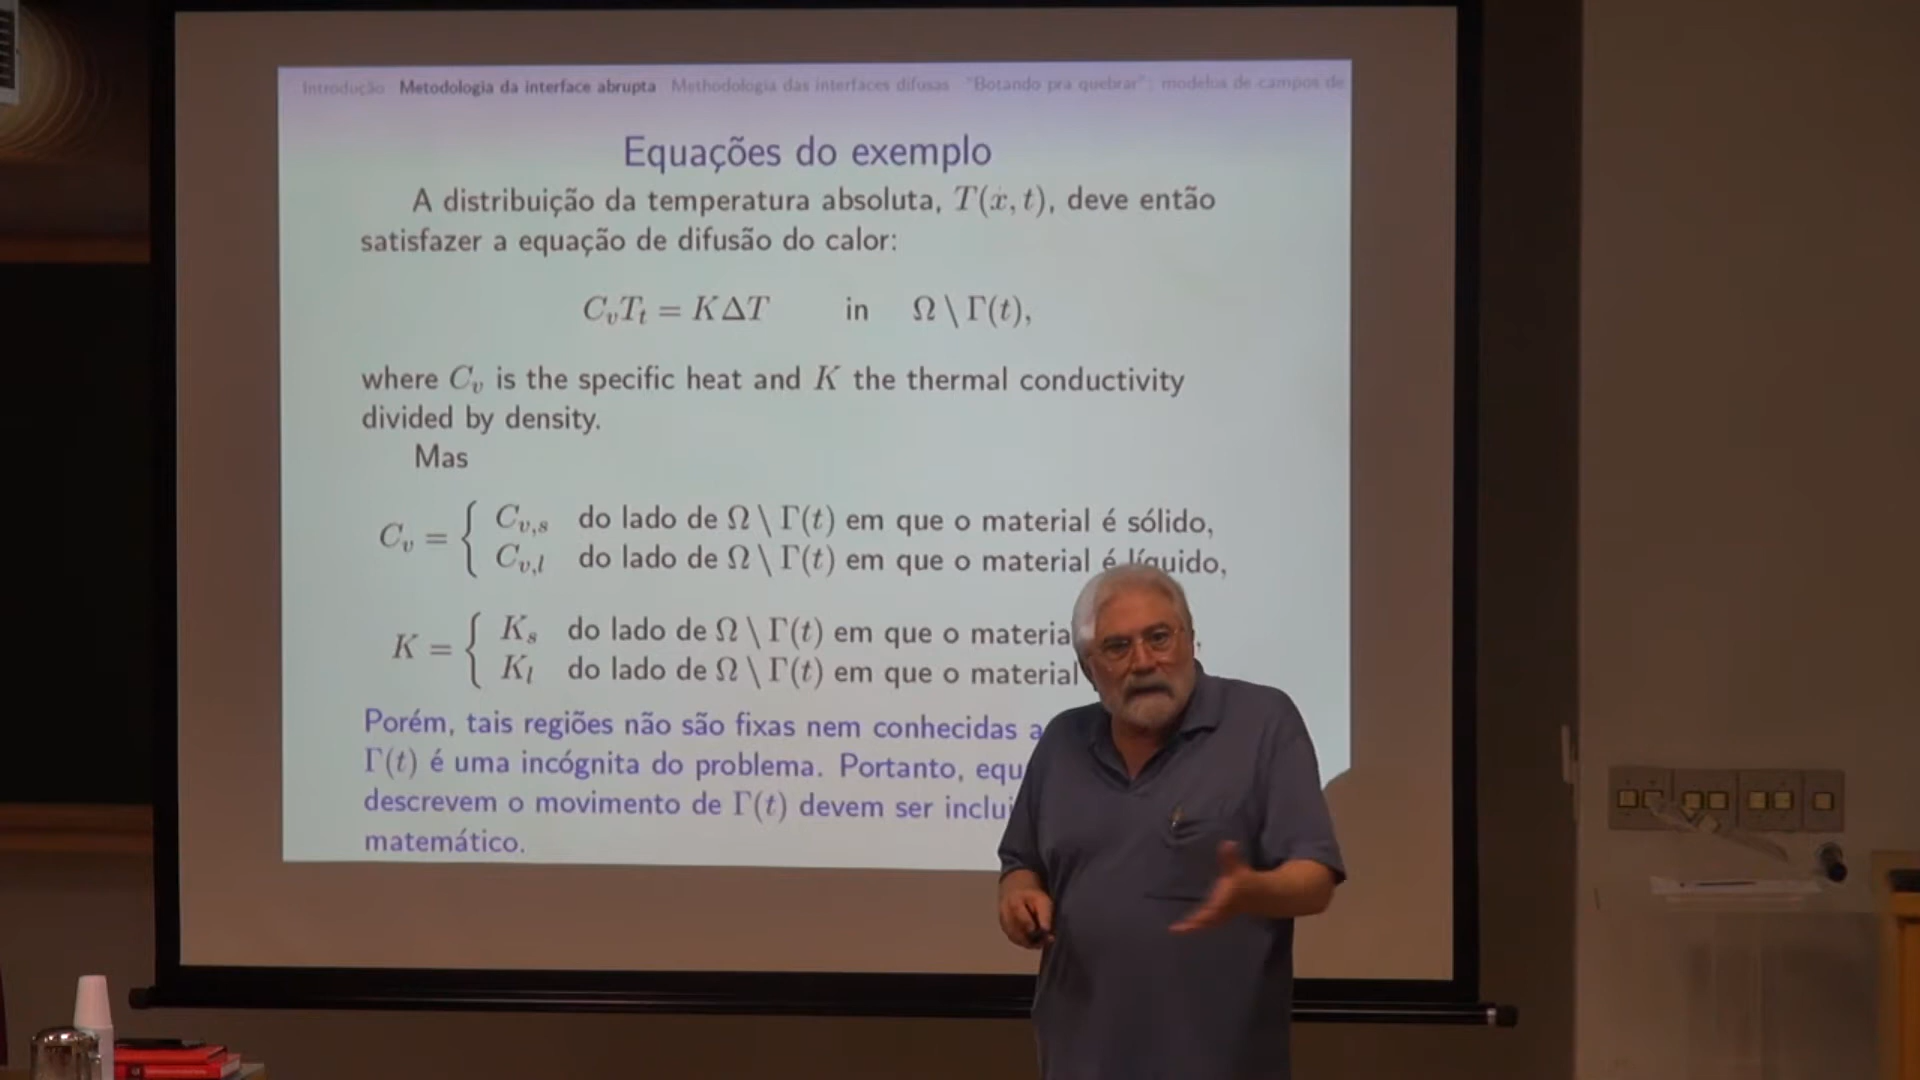 Introdução Metodologia da interface abrupta Methodologia das interfaces difusas "Botando pra quebrar": modelos de campos de
Equações do exemplo
A distribuição da temperatura absoluta, T(x, t), deve então
satisfazer a equação de difusão do calor:
C_v T_t = K Δ T in Ω \ Γ(t),
where C_v is the specific heat and K the thermal conductivity
divided by density.
Mas
C_v = { C_{v,s} do lado de Ω \ Γ(t) em que o material é sólido,
C_{v,l} do lado de Ω \ Γ(t) em que o material é líquido,
K = { K_s do lado de Ω \ Γ(t) em que o materia
K_l do lado de Ω \ Γ(t) em que o material
Porém, tais regiões não são fixas nem conhecidas a
Γ(t) é uma incógnita do problema. Portanto, equ
descrevem o movimento de Γ(t) devem ser inclui
matemático.